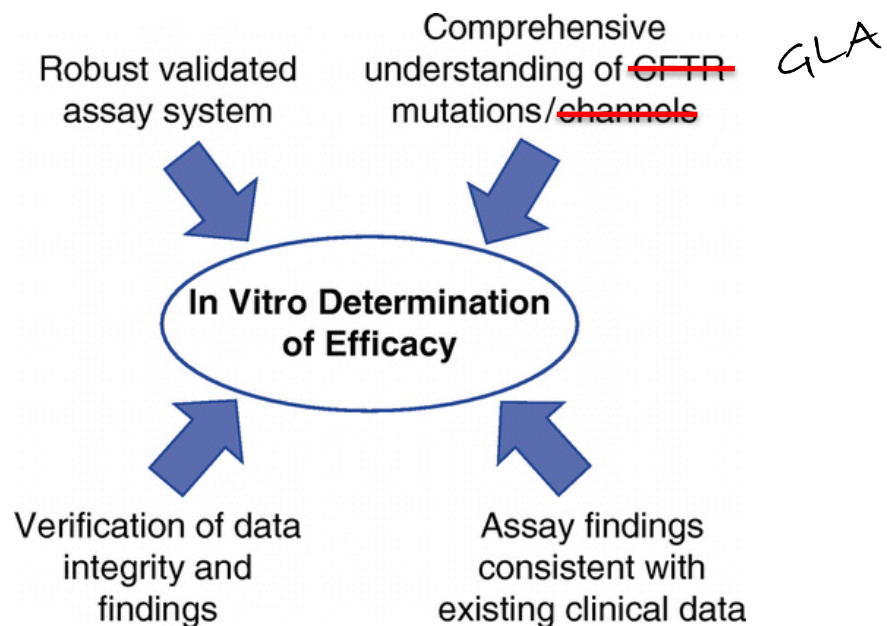 Robust validated
assay system
Comprehensive
understanding of CFTR
mutations/channels
GLA
In Vitro Determination
of Efficacy
Verification of data
integrity and
findings
Assay findings
consistent with
existing clinical data